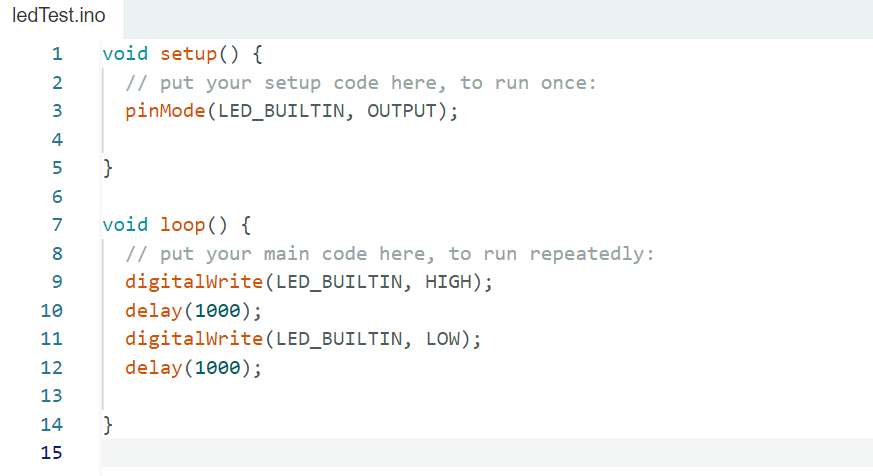 ledTest.ino
1 void setup() {
2   // put your setup code here, to run once:
3   pinMode(LED_BUILTIN, OUTPUT);
4
5 }
6
7 void loop() {
8   // put your main code here, to run repeatedly:
9   digitalWrite(LED_BUILTIN, HIGH);
10   delay(1000);
11   digitalWrite(LED_BUILTIN, LOW);
12   delay(1000);
13
14 }
15